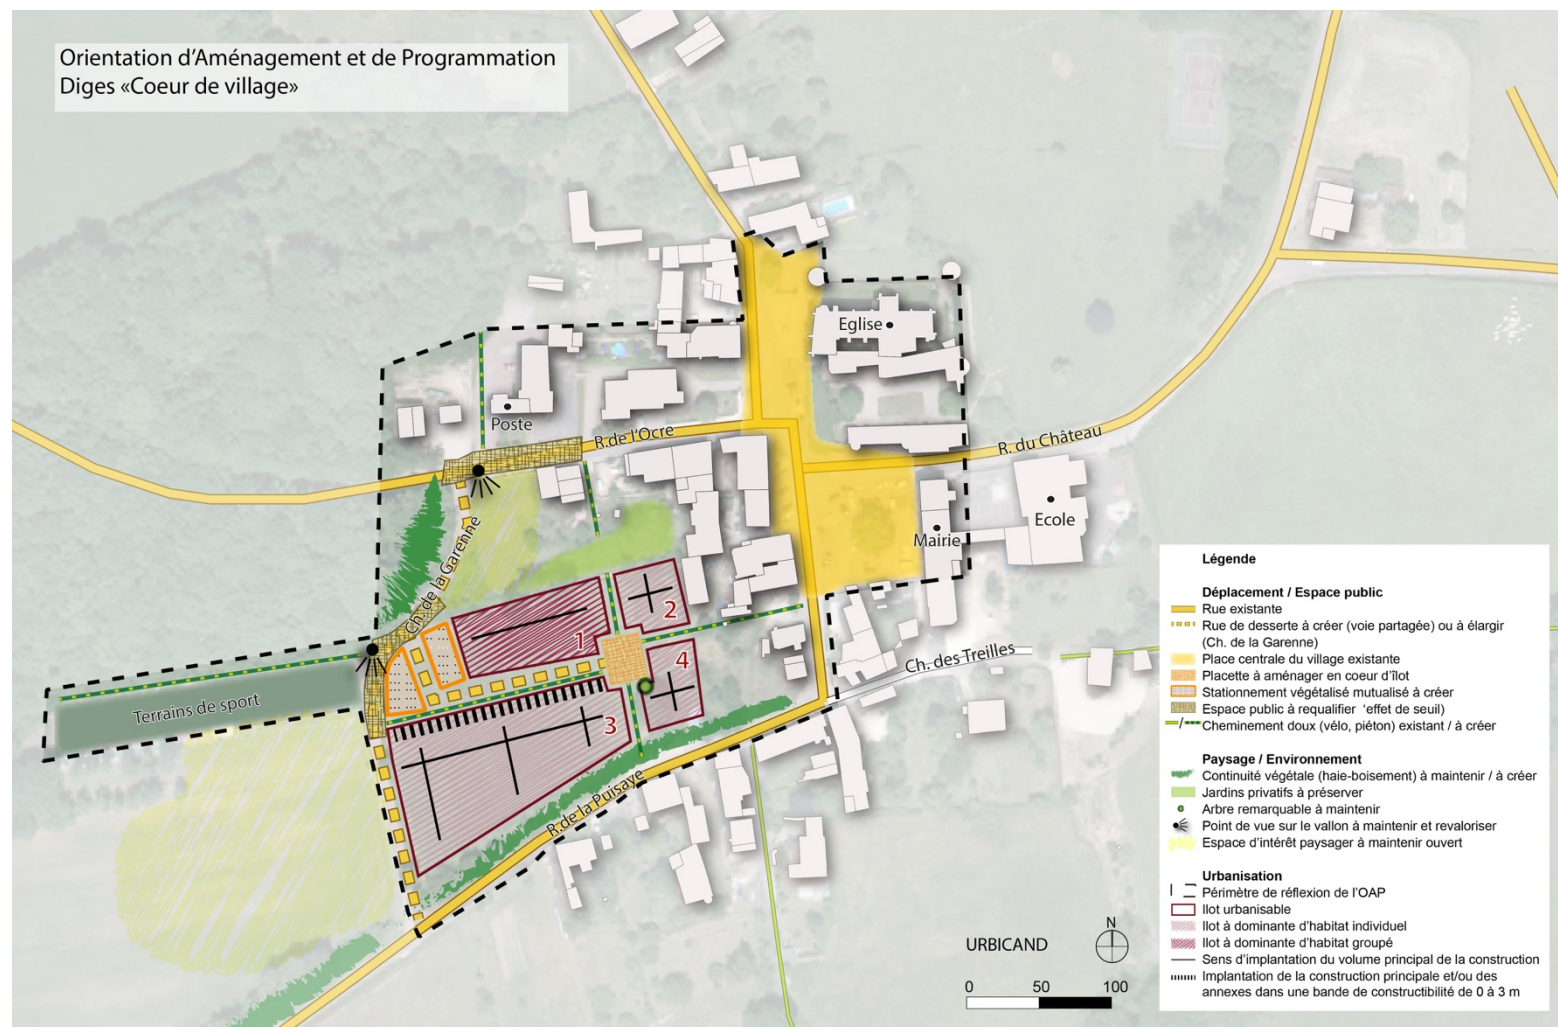 Orientation d'Aménagement et de Programmation
Diges «Coeur de village»
Eglise
Poste
R.de l'Ocre
R. du Château
Ecole
Mairie
Ch. de la Garenne
1
2
3
4
Ch. des Treilles
Terrains de sport
R.de la Puisaye
URBICAND
N
0 50 100
Légende
Déplacement / Espace public
Rue existante
Rue de desserte à créer (voie partagée) ou à élargir
(Ch. de la Garenne)
Place centrale du village existante
Placette à aménager en coeur d'îlot
Stationnement végétalisé mutualisé à créer
Espace public à requalifier 'effet de seuil)
Cheminement doux (vélo, piéton) existant / à créer
Paysage / Environnement
Continuité végétale (haie-boisement) à maintenir / à créer
Jardins privatifs à préserver
Arbre remarquable à maintenir
Point de vue sur le vallon à maintenir et revaloriser
Espace d'intérêt paysager à maintenir ouvert
Urbanisation
Périmètre de réflexion de l'OAP
Ilot urbanisable
Ilot à dominante d'habitat individuel
Ilot à dominante d'habitat groupé
Sens d'implantation du volume principal de la construction
Implantation de la construction principale et/ou des
annexes dans une bande de constructibilité de 0 à 3 m